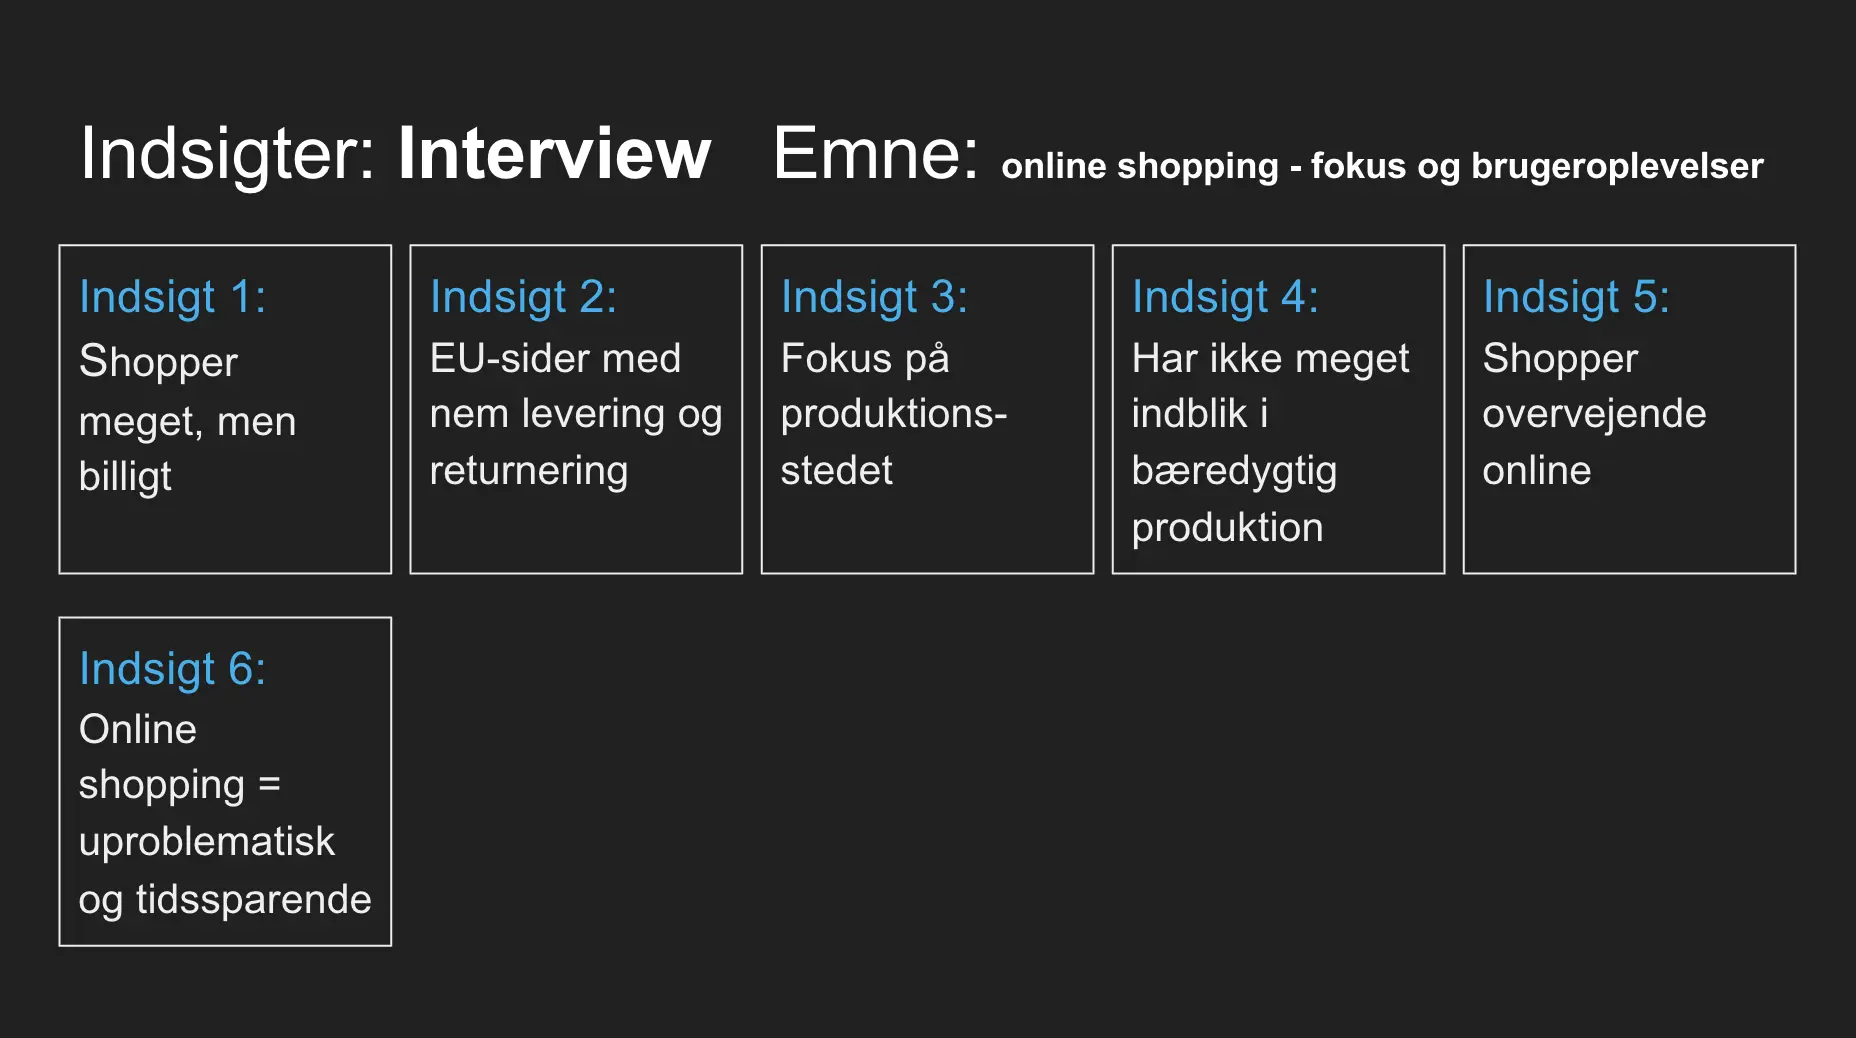 Indsigter: Interview Emne: online shopping - fokus og brugeroplevelser
Indsigt 1:
Shopper
meget, men
billigt
Indsigt 2:
EU-sider med
nem levering og
returnering
Indsigt 3:
Fokus på
produktions-
stedet
Indsigt 4:
Har ikke meget
indblik i
bæredygtig
produktion
Indsigt 5:
Shopper
overvejende
online
Indsigt 6:
Online
shopping =
uproblematisk
og tidssparende